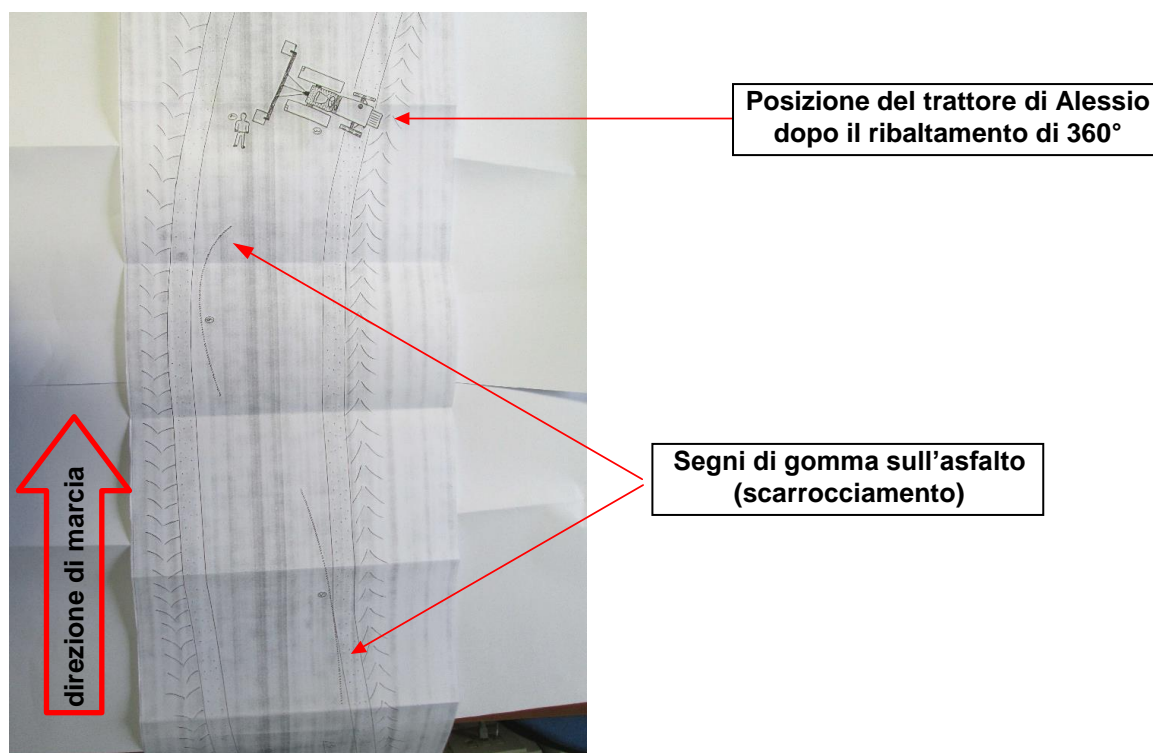 Posizione del trattore di Alessio
dopo il ribaltamento di 360°
Segni di gomma sull'asfalto
(scarrocciamento)
direzione di marcia